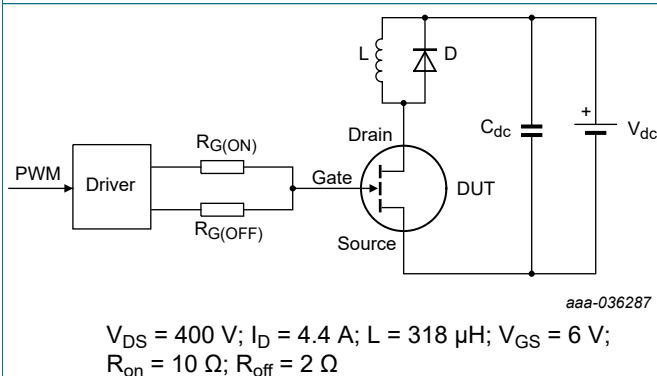 L
D
R_G(ON)
Drain
C_dc
+
V_dc
PWM
Driver
Gate
DUT
R_G(OFF)
Source
aaa-036287
V_DS = 400 V; I_D = 4.4 A; L = 318 μH; V_GS = 6 V;
R_on = 10 Ω; R_off = 2 Ω